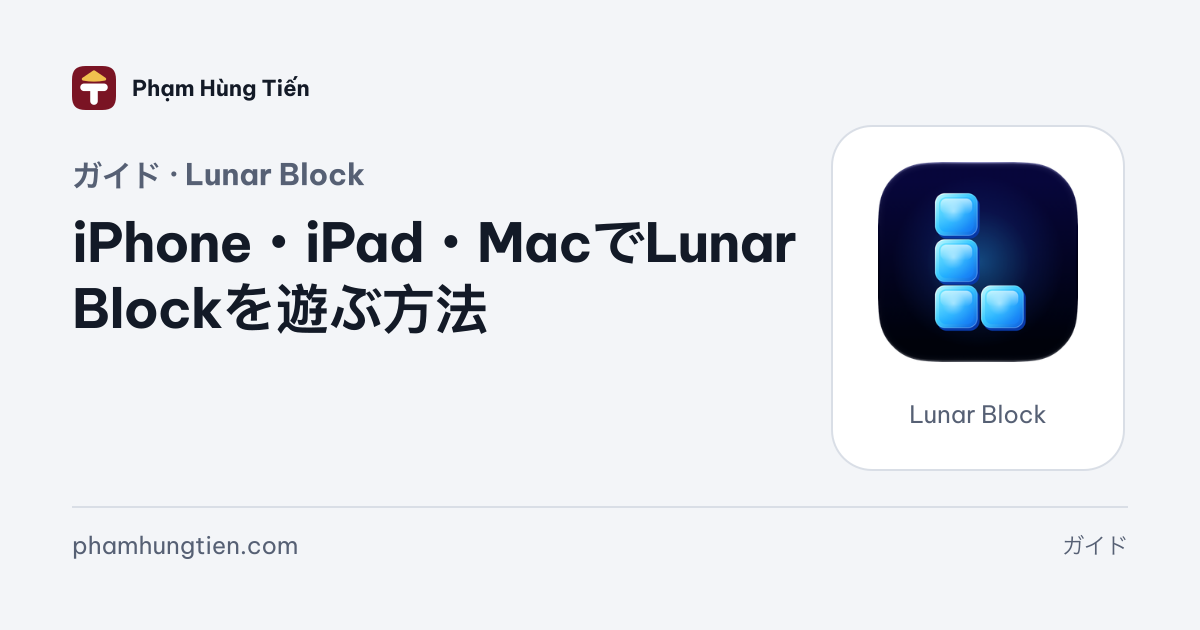 Phạm Hùng Tiến
ガイド · Lunar Block
iPhone・iPad・MacでLunar
Blockを遊ぶ方法
Lunar Block
phamhungtien.com
ガイド